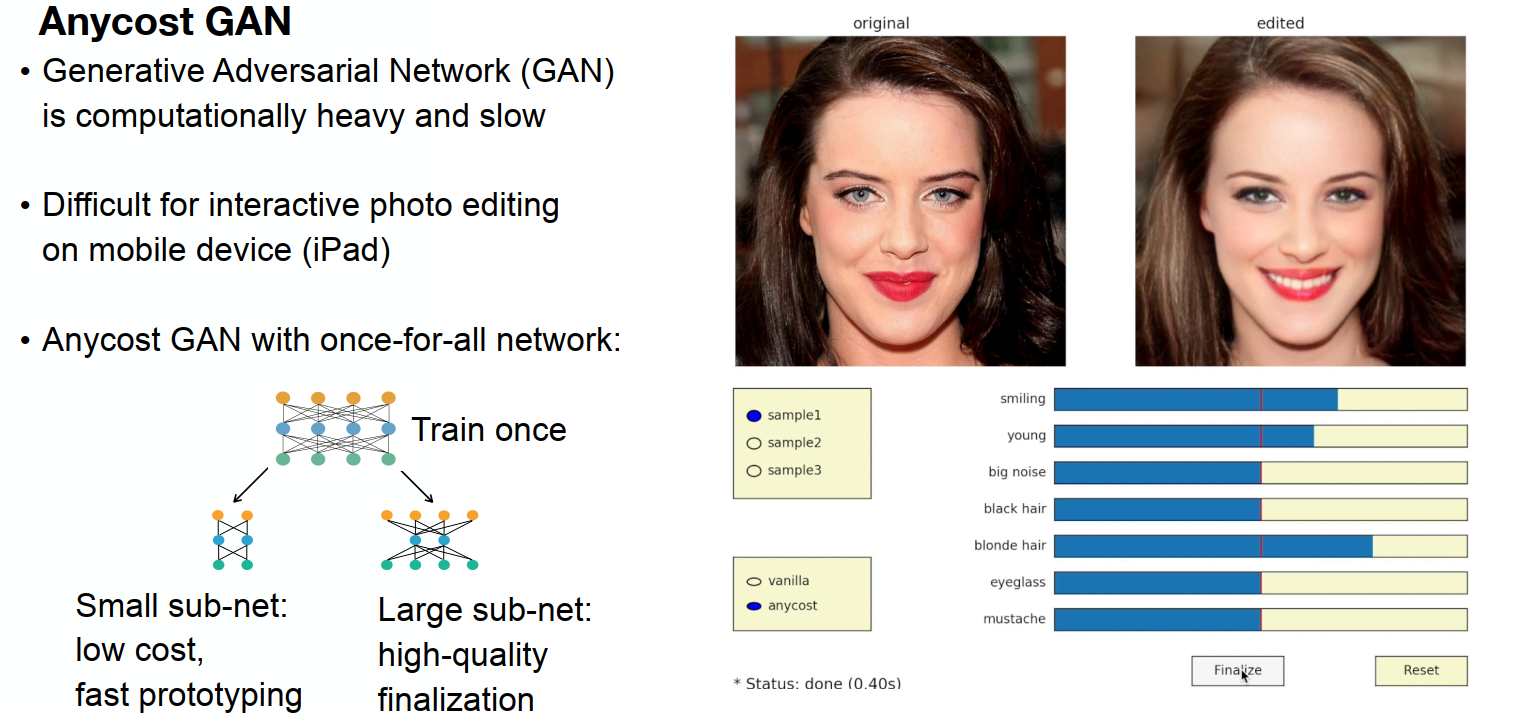 Anycost GAN
• Generative Adversarial Network (GAN)
is computationally heavy and slow
• Difficult for interactive photo editing
on mobile device (iPad)
• Anycost GAN with once-for-all network:
Train once
Small sub-net:
low cost,
fast prototyping
Large sub-net:
high-quality
finalization
original
edited
sample1
sample2
sample3
vanilla
anycost
smiling
young
big noise
black hair
blonde hair
eyeglass
mustache
* Status: done (0.40s)
Finalize
Reset